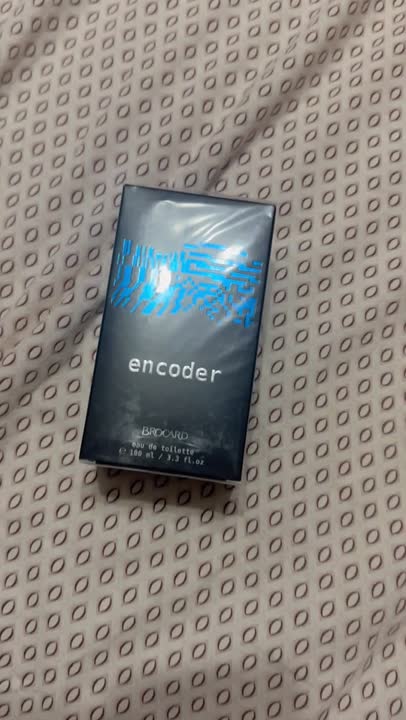 encoder
BROCARD
eau de toilette
℮ 100 ml / 3.3 fl.oz